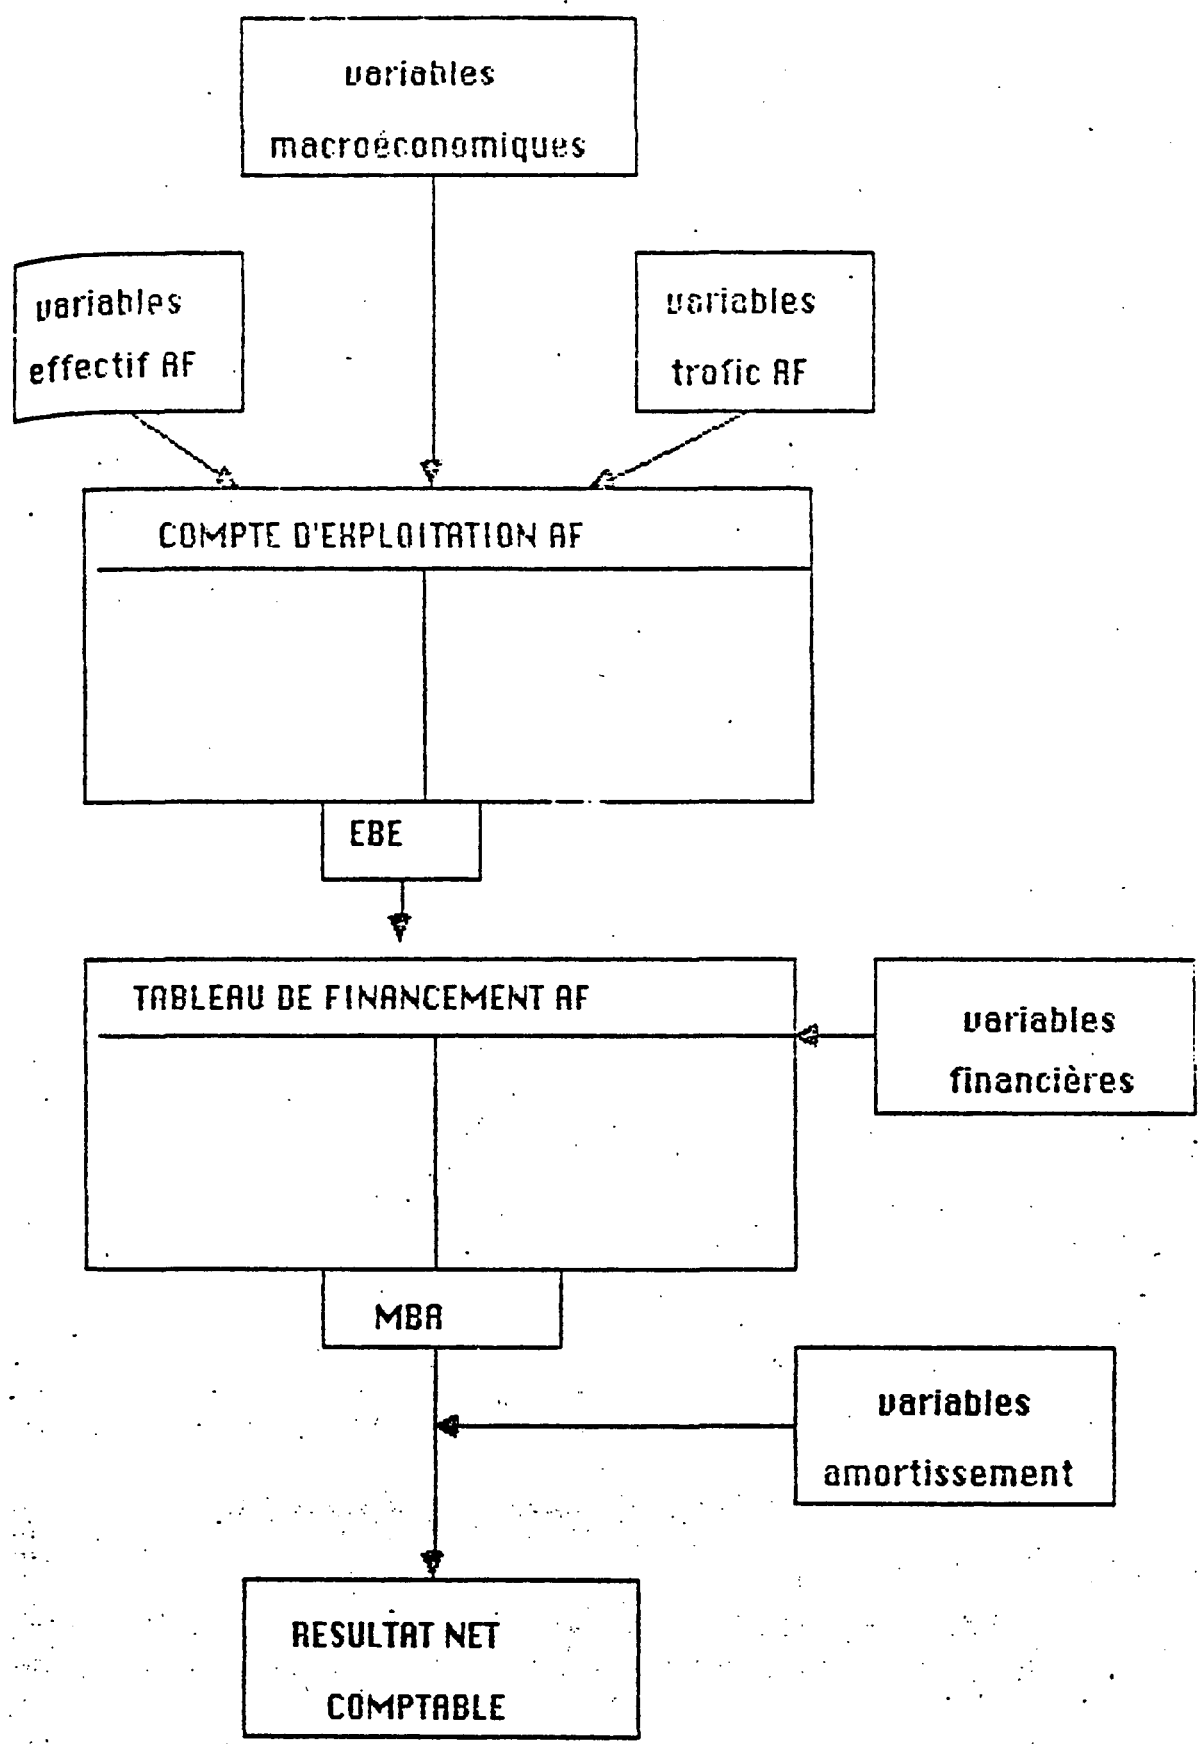 variables
macroéconomiques
variables
effectif AF
variables
trafic AF
COMPTE D'EXPLOITATION AF
EBE
TABLEAU DE FINANCEMENT AF
variables
financières
MBA
variables
amortissement
RESULTAT NET
COMPTABLE